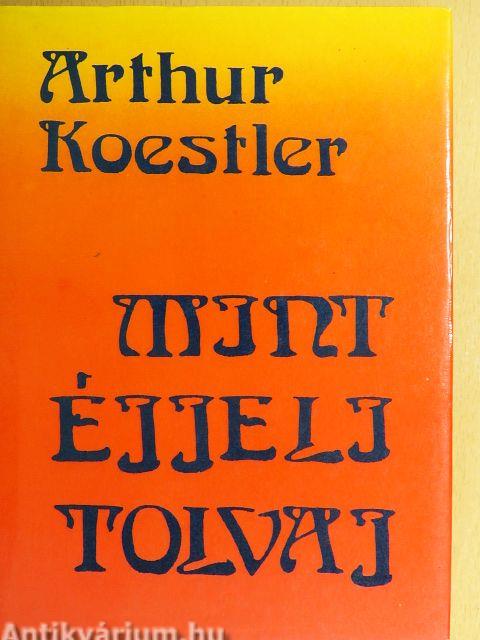 Arthur
Koestler
MINT
ÉJJELI
TOLVAJ
Antikvárium.hu